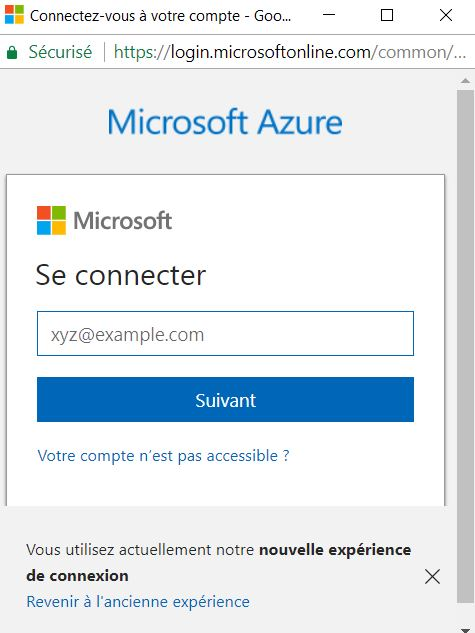 Connectez-vous à votre compte - Goo...
Sécurisé | https://login.microsoftonline.com/common/...
Microsoft Azure
Microsoft
Se connecter
xyz@example.com
Suivant
Votre compte n’est pas accessible ?
Vous utilisez actuellement notre nouvelle expérience
de connexion
Revenir à l'ancienne expérience